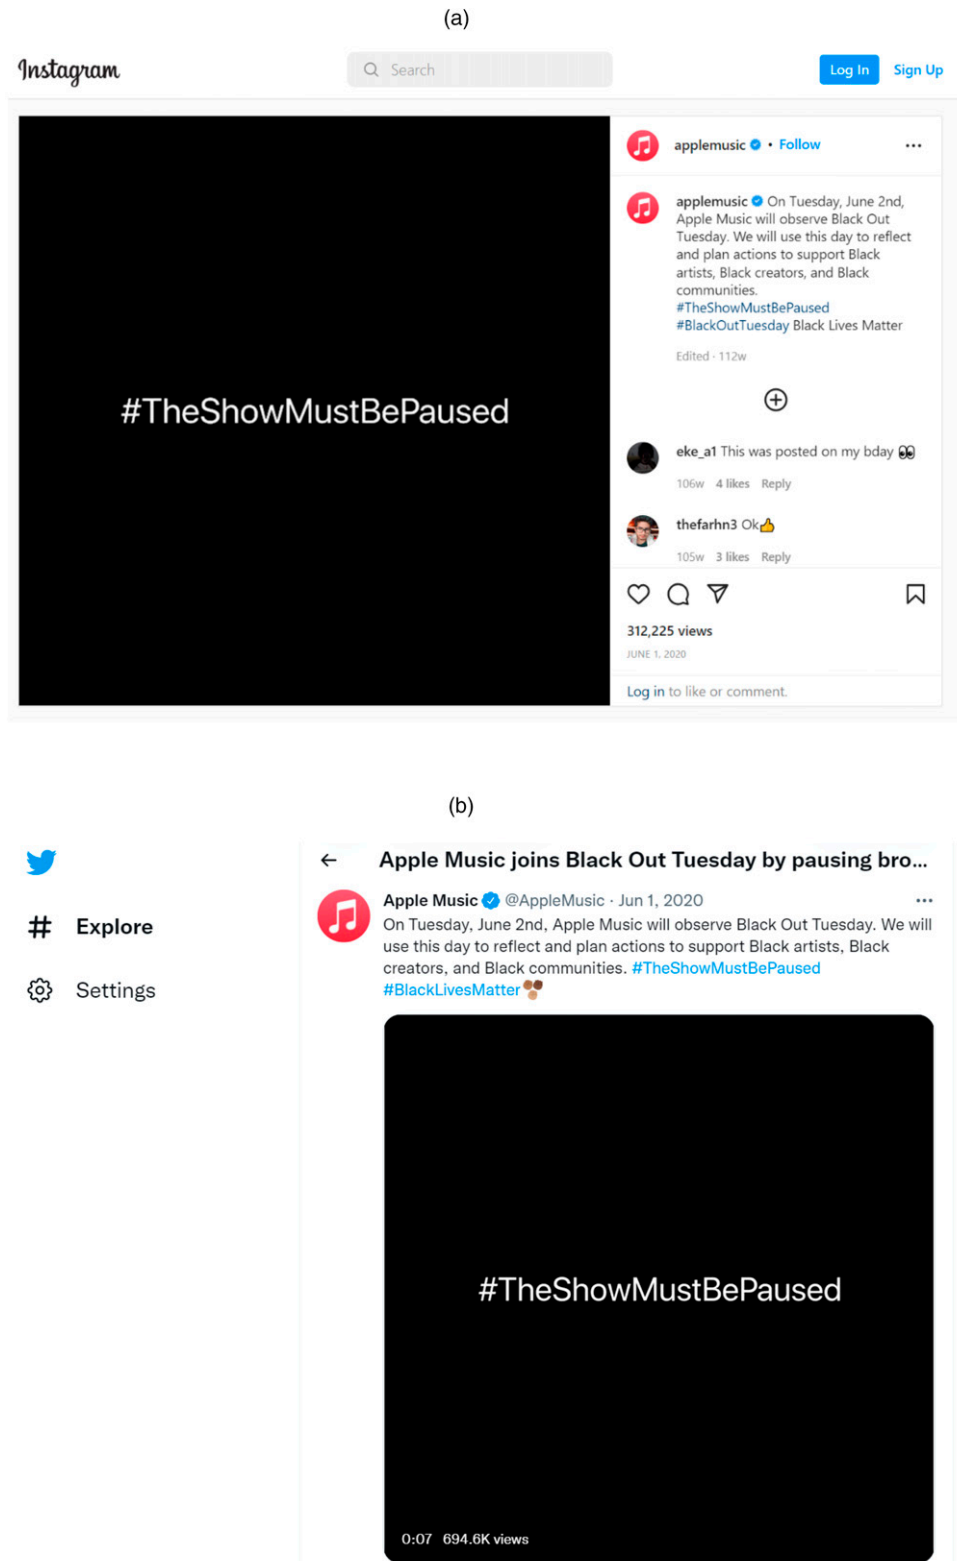 (a)
Instagram
Search
Log In
Sign Up
applemusic • Follow
applemusic On Tuesday, June 2nd,
Apple Music will observe Black Out
Tuesday. We will use this day to reflect
and plan actions to support Black
artists, Black creators, and Black
communities.
#TheShowMustBePaused
#BlackOutTuesday Black Lives Matter
Edited · 112w
#TheShowMustBePaused
eke_a1 This was posted on my bday 👀
106w 4 likes Reply
thefarhn3 Ok👍
105w 3 likes Reply
312,225 views
JUNE 1, 2020
Log in to like or comment.
(b)
Explore
Settings
Apple Music joins Black Out Tuesday by pausing bro...
Apple Music @AppleMusic · Jun 1, 2020
On Tuesday, June 2nd, Apple Music will observe Black Out Tuesday. We will
use this day to reflect and plan actions to support Black artists, Black
creators, and Black communities. #TheShowMustBePaused
#BlackLivesMatter
#TheShowMustBePaused
0:07 694.6K views